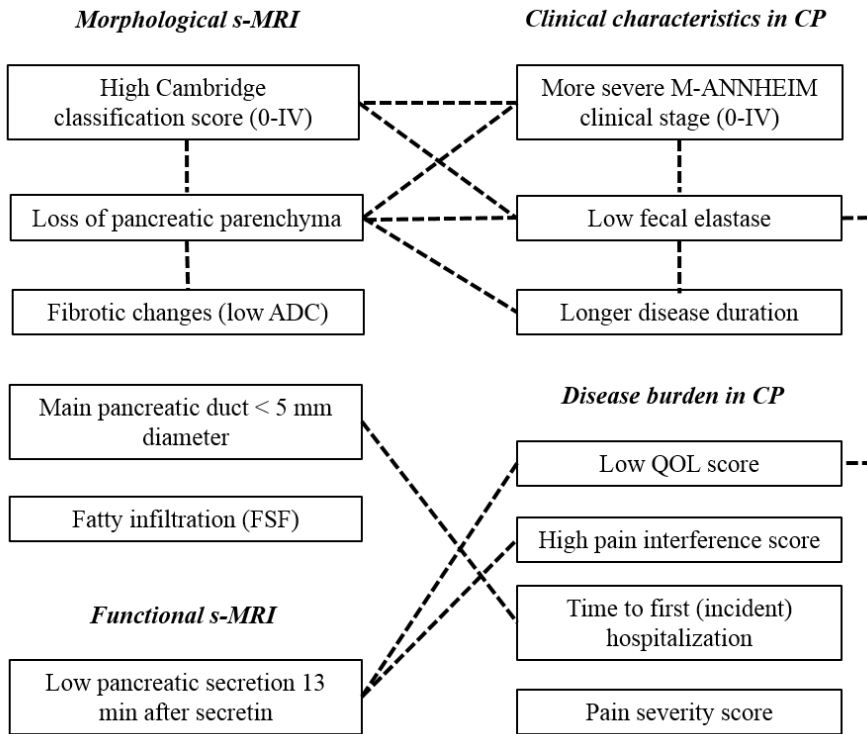 Morphological s-MRI
High Cambridge
classification score (0-IV)
Loss of pancreatic parenchyma
Fibrotic changes (low ADC)
Main pancreatic duct < 5 mm
diameter
Fatty infiltration (FSF)
Functional s-MRI
Low pancreatic secretion 13
min after secretin
Clinical characteristics in CP
More severe M-ANNHEIM
clinical stage (0-IV)
Low fecal elastase
Longer disease duration
Disease burden in CP
Low QOL score
High pain interference score
Time to first (incident)
hospitalization
Pain severity score